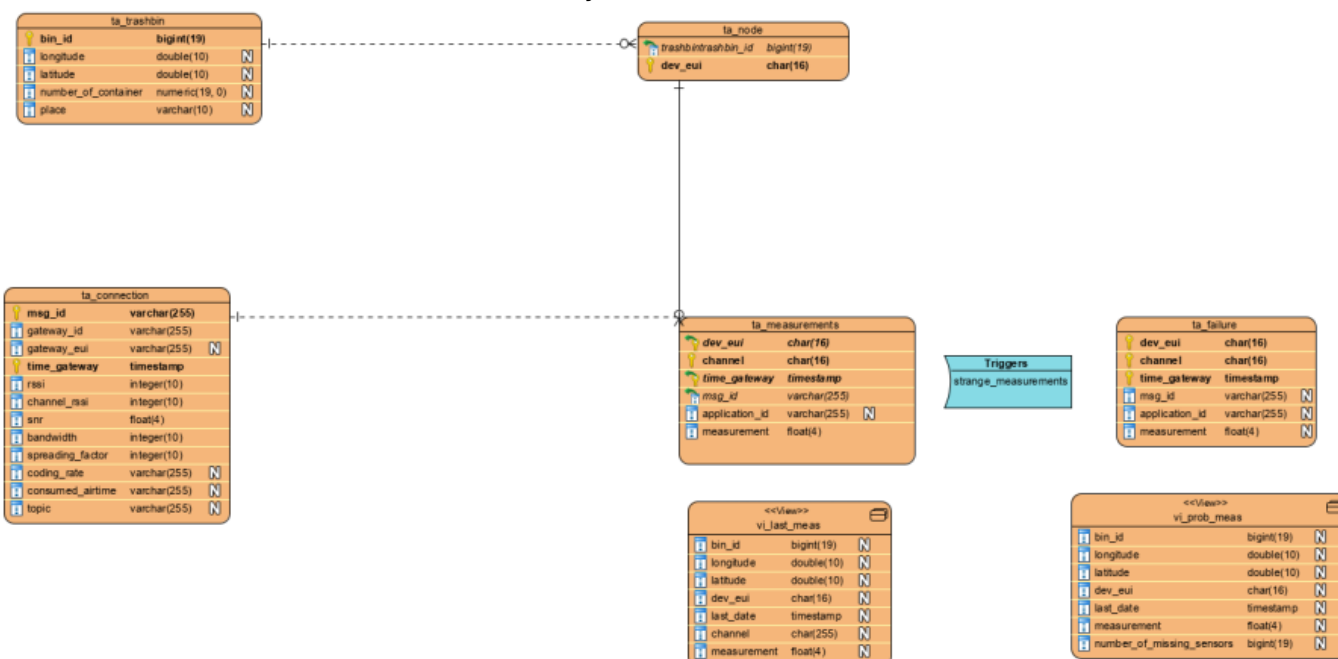 ta_trashbin
bin_id bigint(19)
longitude double(10) N
latitude double(10) N
number_of_container numeric(19, 0) N
place varchar(10) N
ta_node
trashbintrashbin_id bigint(19)
dev_eui char(16)
ta_connection
msg_id varchar(255)
gateway_id varchar(255)
gateway_eui varchar(255) N
time_gateway timestamp
rssi integer(10)
channel_rssi integer(10)
snr float(4)
bandwidth integer(10)
spreading_factor integer(10)
coding_rate varchar(255) N
consumed_airtime varchar(255) N
topic varchar(255) N
ta_measurements
dev_eui char(16)
channel char(16)
time_gateway timestamp
msg_id varchar(255)
application_id varchar(255) N
measurement float(4)
Triggers
strange_measurements
ta_failure
dev_eui char(16)
channel char(16)
time_gateway timestamp
msg_id varchar(255) N
application_id varchar(255) N
measurement float(4) N
<<View>>
vi_last_meas
bin_id bigint(19) N
longitude double(10) N
latitude double(10) N
dev_eui char(16) N
last_date timestamp N
channel char(255) N
measurement float(4) N
<<View>>
vi_prob_meas
bin_id bigint(19) N
longitude double(10) N
latitude double(10) N
dev_eui char(16) N
last_date timestamp N
measurement float(4) N
number_of_missing_sensors bigint(19) N